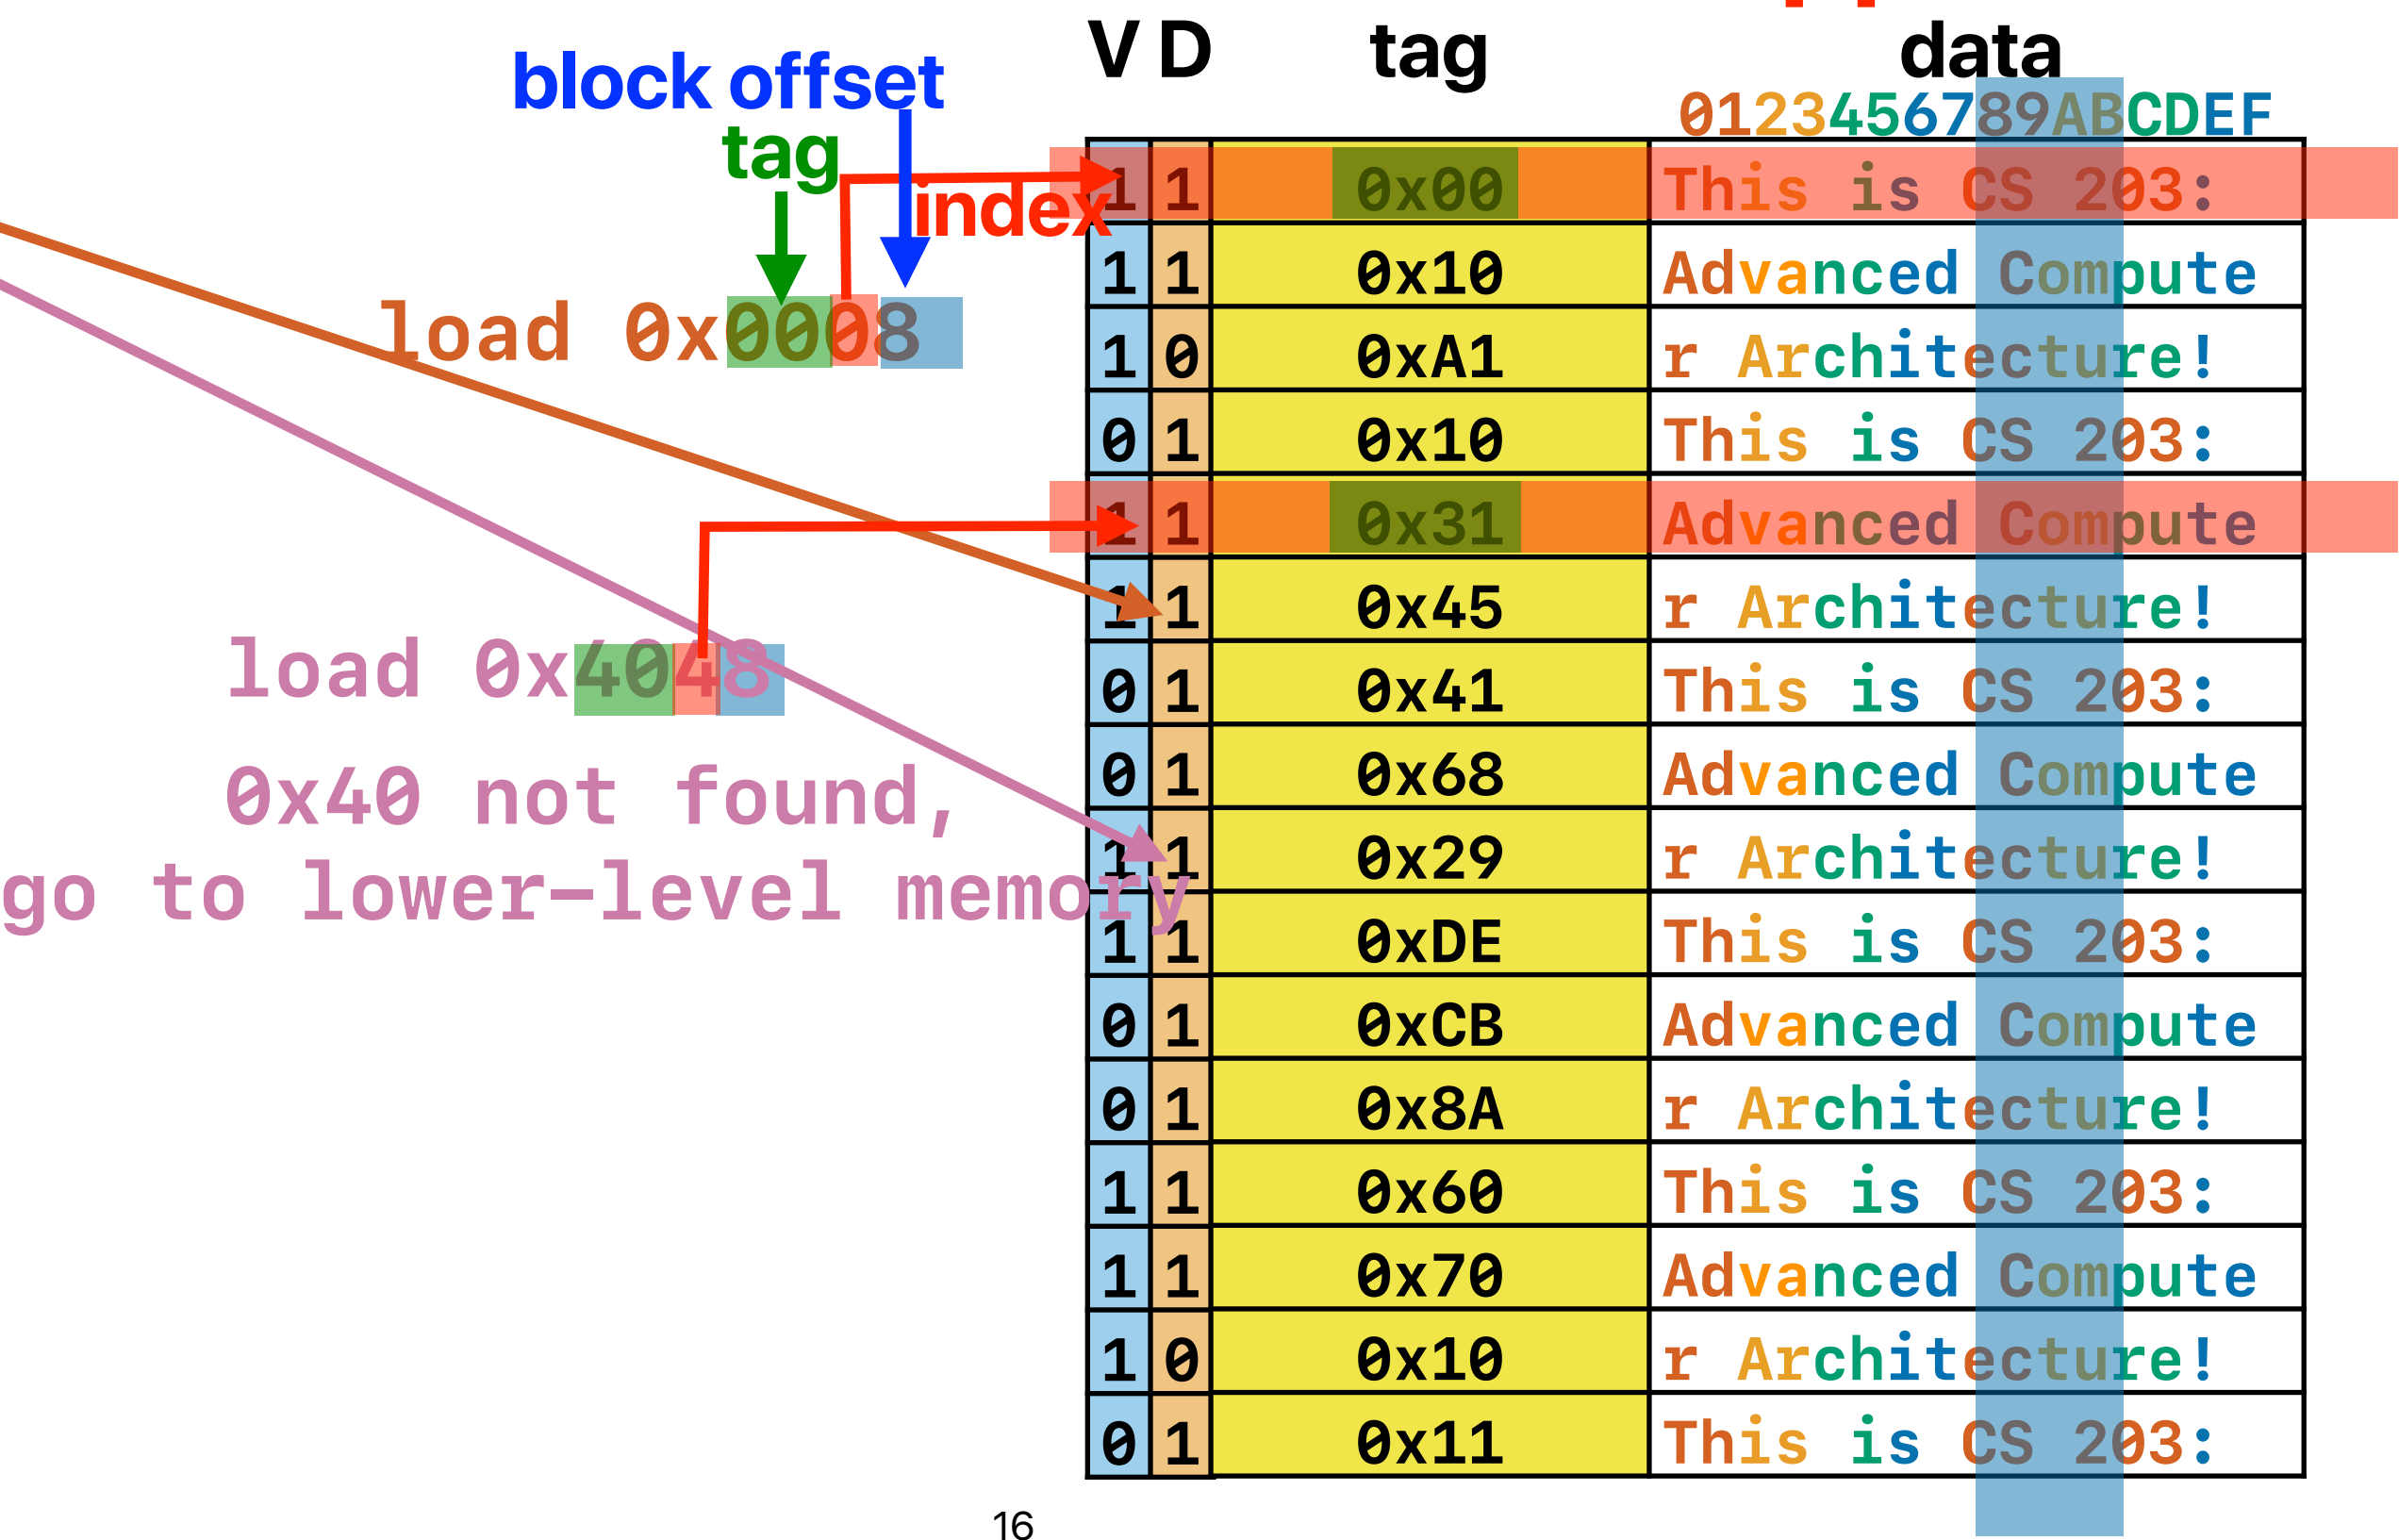 V D tag data
block offset
0123456789ABCDEF
tag
index
load 0x0008
load 0x4048
0x40 not found,
go to lower-level memory
1 1 0x00 This is CS 203:
1 1 0x10 Advanced Compute
1 0 0xA1 r Architecture!
0 1 0x10 This is CS 203:
1 1 0x31 Advanced Compute
1 1 0x45 r Architecture!
0 1 0x41 This is CS 203:
0 1 0x68 Advanced Compute
1 1 0x29 r Architecture!
1 1 0xDE This is CS 203:
0 1 0xCB Advanced Compute
0 1 0x8A r Architecture!
1 1 0x60 This is CS 203:
1 1 0x70 Advanced Compute
1 0 0x10 r Architecture!
0 1 0x11 This is CS 203:
16